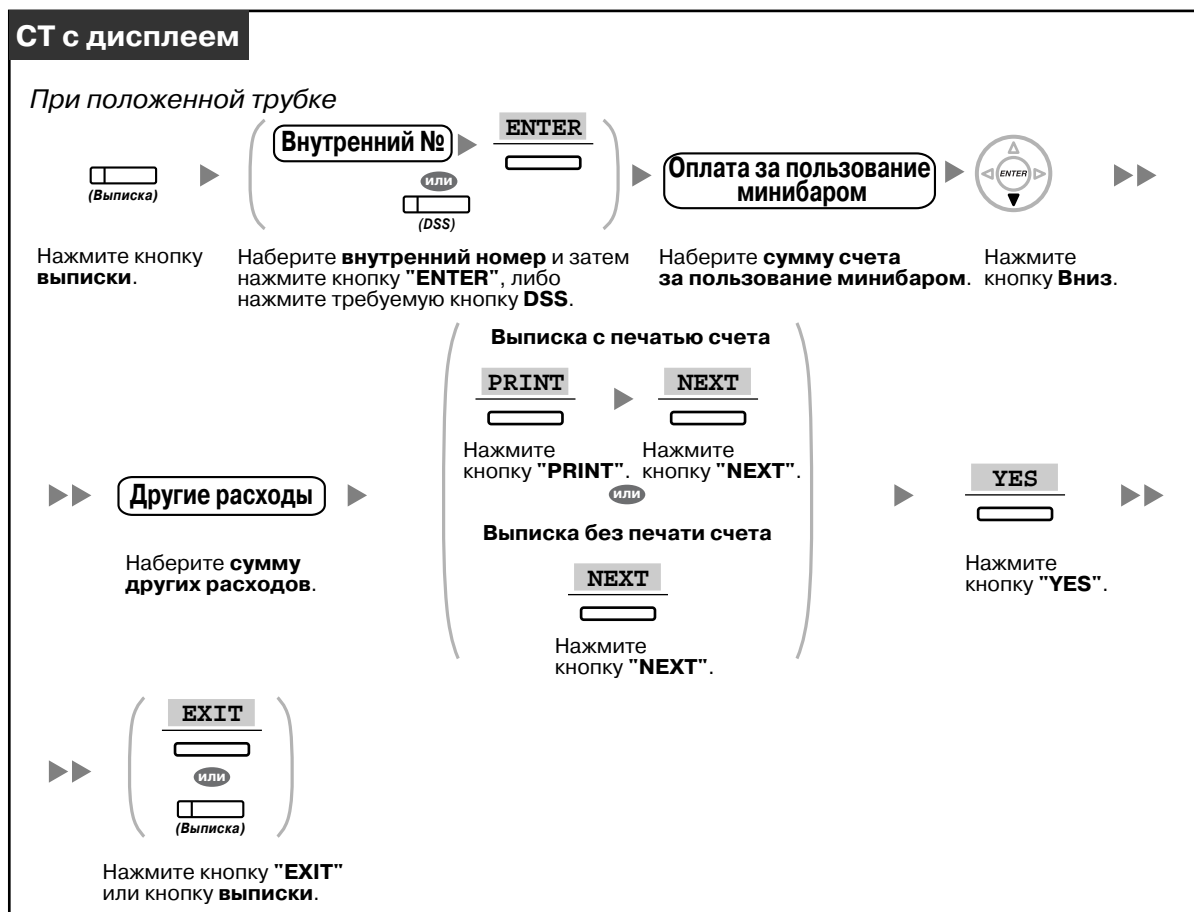 СТ с дисплеем
При положенной трубке
(Выписка)
Внутренний №
ENTER
или
(DSS)
Оплата за пользование
минибаром
ENTER
Нажмите кнопку
выписки.
Наберите внутренний номер и затем
нажмите кнопку "ENTER", либо
нажмите требуемую кнопку DSS.
Наберите сумму счета
за пользование минибаром.
Нажмите
кнопку Вниз.
Другие расходы
Наберите сумму
других расходов.
Выписка с печатью счета
PRINT
NEXT
Нажмите
кнопку "PRINT".
Нажмите
кнопку "NEXT".
или
Выписка без печати счета
NEXT
Нажмите
кнопку "NEXT".
YES
Нажмите
кнопку "YES".
EXIT
или
(Выписка)
Нажмите кнопку "EXIT"
или кнопку выписки.